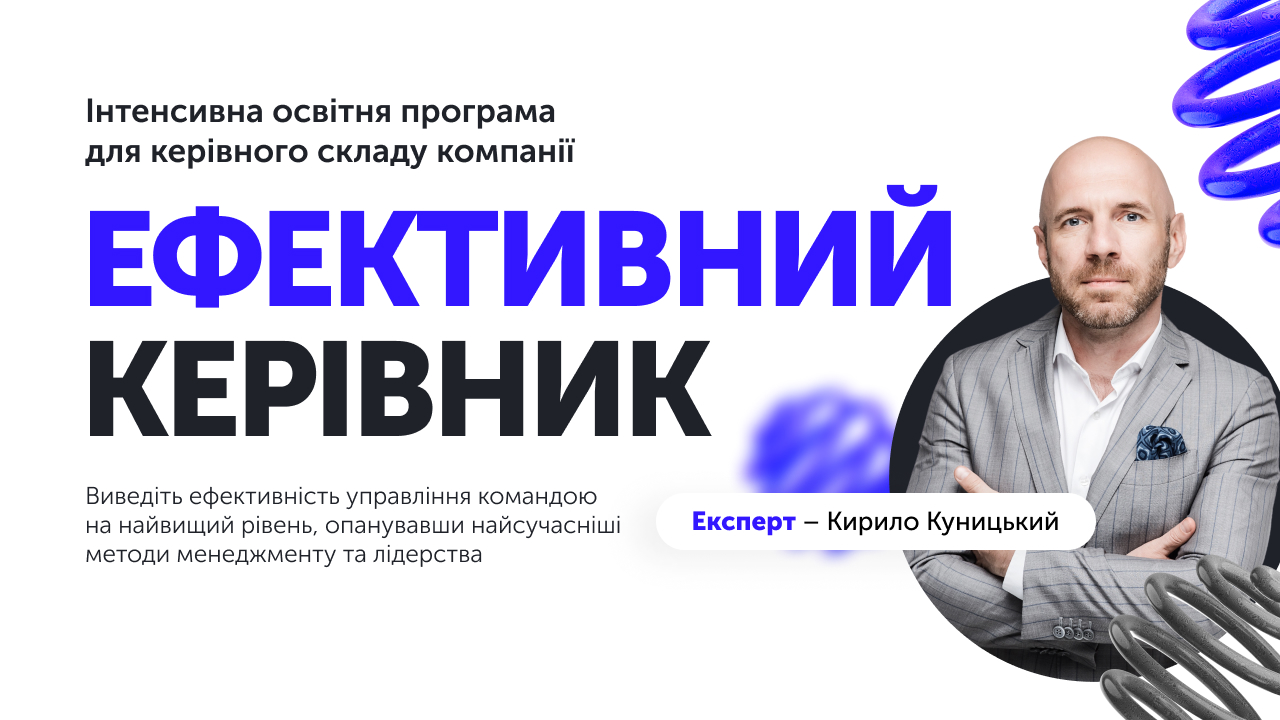 Інтенсивна освітня програма
для керівного складу компанії
ЕФЕКТИВНИЙ
КЕРІВНИК
Виведіть ефективність управління командою
на найвищий рівень, опанувавши найсучасніші
методи менеджменту та лідерства
Експерт – Кирило Куницький